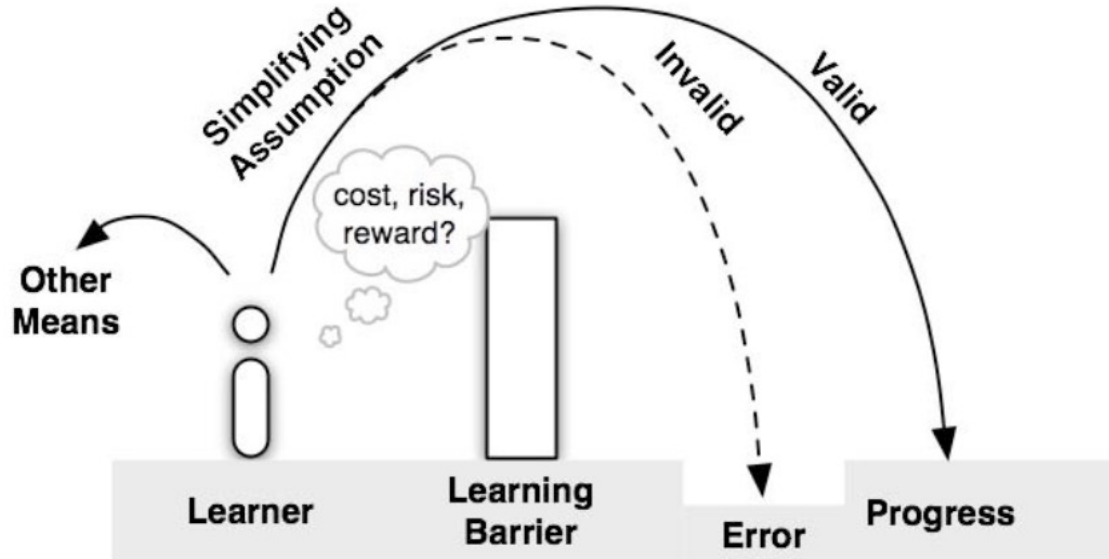 Simplifying
Assumption
Invalid
Valid
cost, risk,
reward?
Other
Means
Learner
Learning
Barrier
Error
Progress